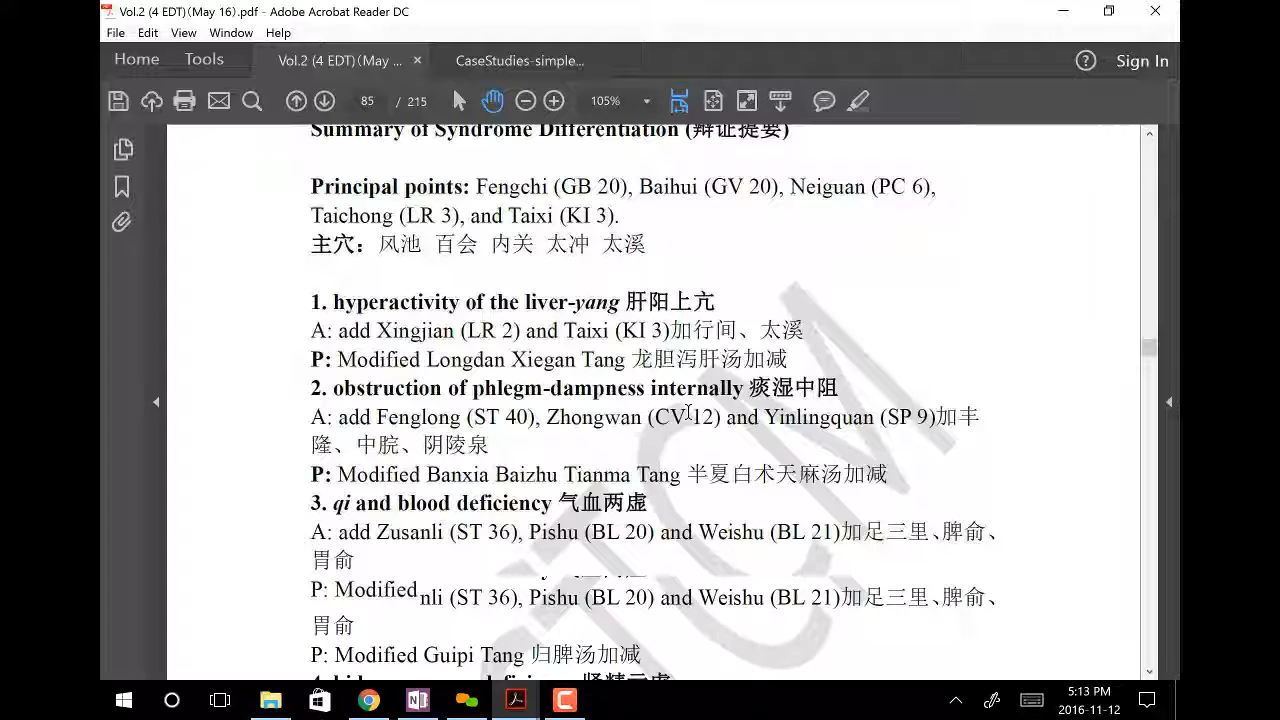 Vol.2 (4 EDT)(May 16).pdf - Adobe Acrobat Reader DC
File Edit View Window Help
Home Tools Vol.2 (4 EDT)(May ... × CaseStudies-simple... Sign In
85 / 215 105%
Summary of Syndrome Differentiation (辩证提要)
Principal points: Fengchi (GB 20), Baihui (GV 20), Neiguan (PC 6),
Taichong (LR 3), and Taixi (KI 3).
主穴：风池 百会 内关 太冲 太溪
1. hyperactivity of the liver-yang 肝阳上亢
A: add Xingjian (LR 2) and Taixi (KI 3)加行间、太溪
P: Modified Longdan Xiegan Tang 龙胆泻肝汤加减
2. obstruction of phlegm-dampness internally 痰湿中阻
A: add Fenglong (ST 40), Zhongwan (CV 12) and Yinlingquan (SP 9)加丰
隆、中脘、阴陵泉
P: Modified Banxia Baizhu Tianma Tang 半夏白术天麻汤加减
3. qi and blood deficiency 气血两虚
A: add Zusanli (ST 36), Pishu (BL 20) and Weishu (BL 21)加足三里、脾俞、
胃俞
P: Modified
nli (ST 36), Pishu (BL 20) and Weishu (BL 21)加足三里、脾俞、
胃俞
P: Modified Guipi Tang 归脾汤加减
TCM
5:13 PM
2016-11-12